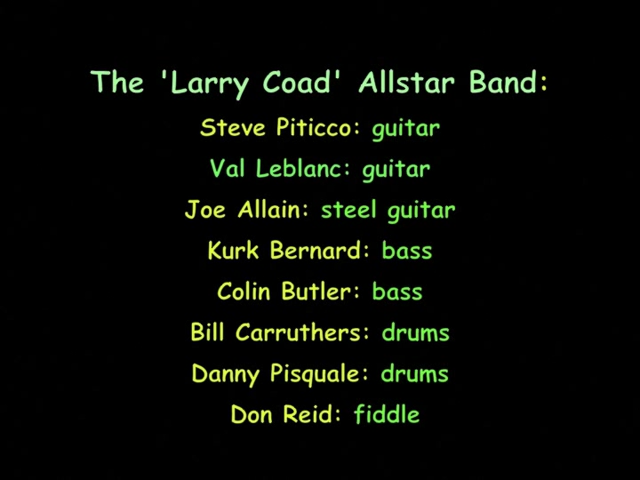 The 'Larry Coad' Allstar Band:
Steve Piticco: guitar
Val Leblanc: guitar
Joe Allain: steel guitar
Kurk Bernard: bass
Colin Butler: bass
Bill Carruthers: drums
Danny Pisquale: drums
Don Reid: fiddle